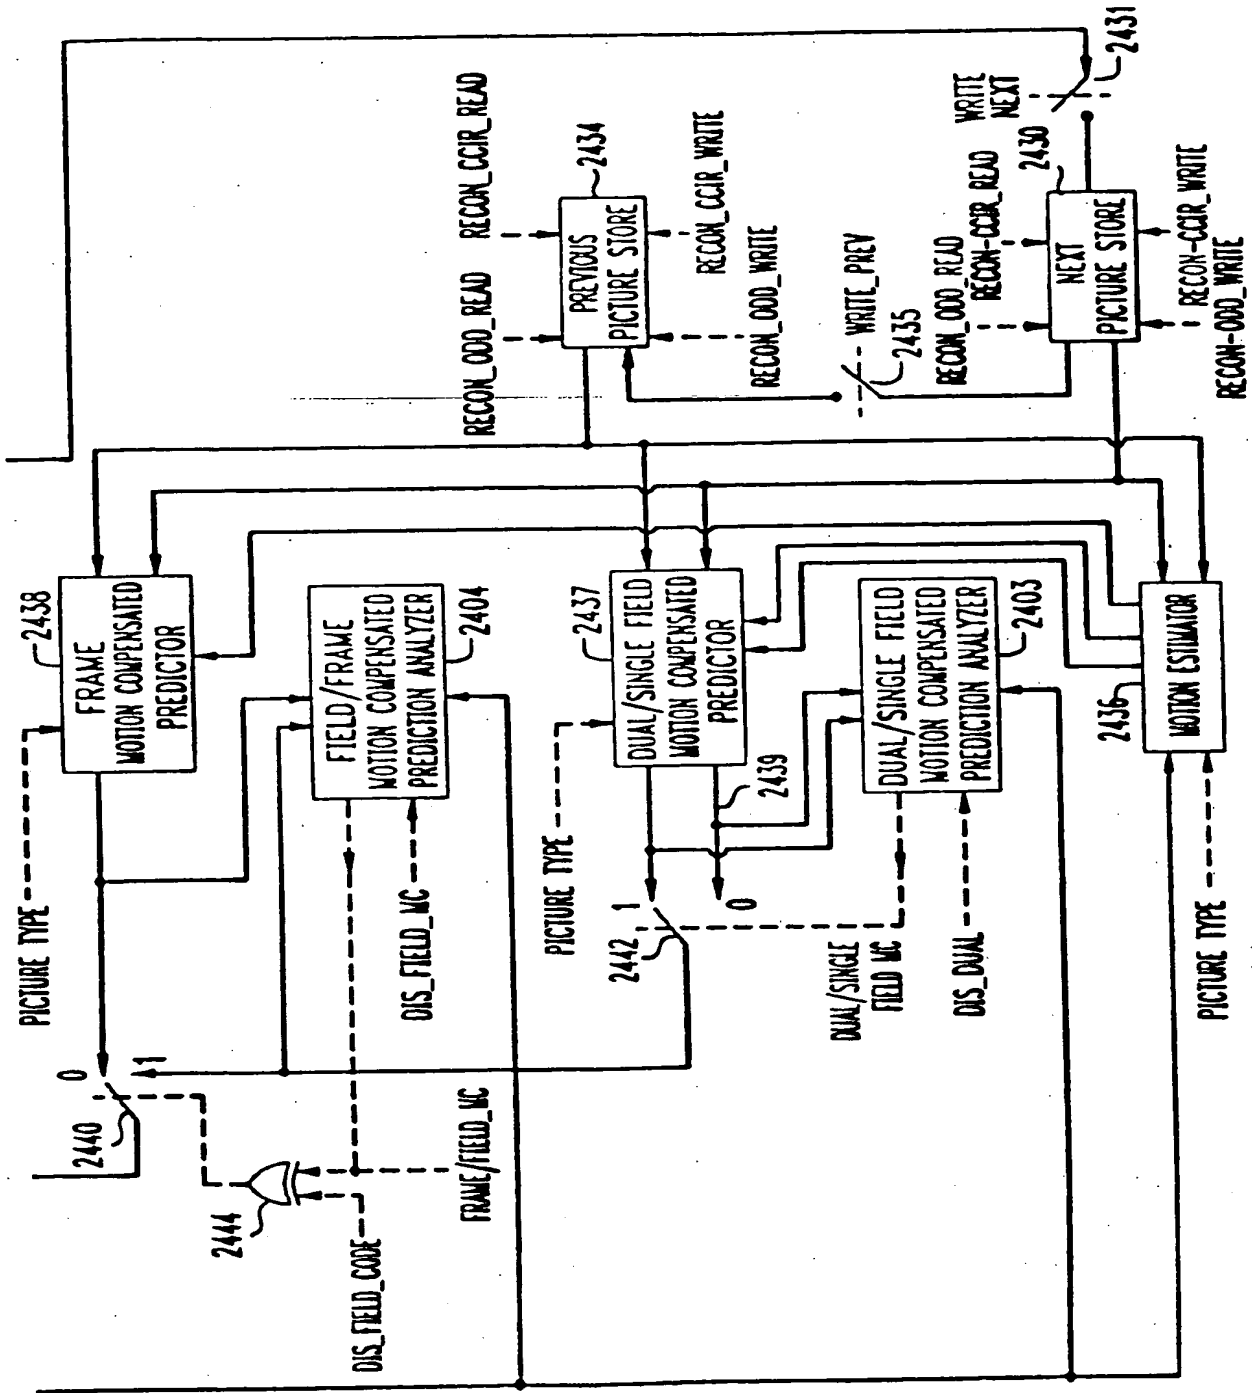 PICTURE TYPE
2438
FRAME
MOTION COMPENSATED
PREDICTOR
0
1
2440
2444
DIS_FIELD_CODE
FRAME/FIELD_MC
FIELD/FRAME
MOTION COMPENSATED
PREDICTION ANALYZER
2404
DIS_FIELD_MC
PICTURE TYPE
2437
DUAL/SINGLE FIELD
MOTION COMPENSATED
PREDICTOR
2439
1
0
2442
DUAL/SINGLE
FIELD MC
DUAL/SINGLE FIELD
MOTION COMPENSATED
PREDICTION ANALYZER
2403
DIS_DUAL
2436
MOTION ESTIMATOR
PICTURE TYPE
RECON_ODD_READ
RECON_CCIR_READ
PREVIOUS
PICTURE STORE
2434
RECON_ODD_WRITE
RECON_CCIR_WRITE
WRITE_PREV
2435
RECON_ODD_READ
RECON-CCIR_READ
NEXT
PICTURE STORE
2430
RECON-CCIR_WRITE
RECON-ODD_WRITE
WRITE
NEXT
2431